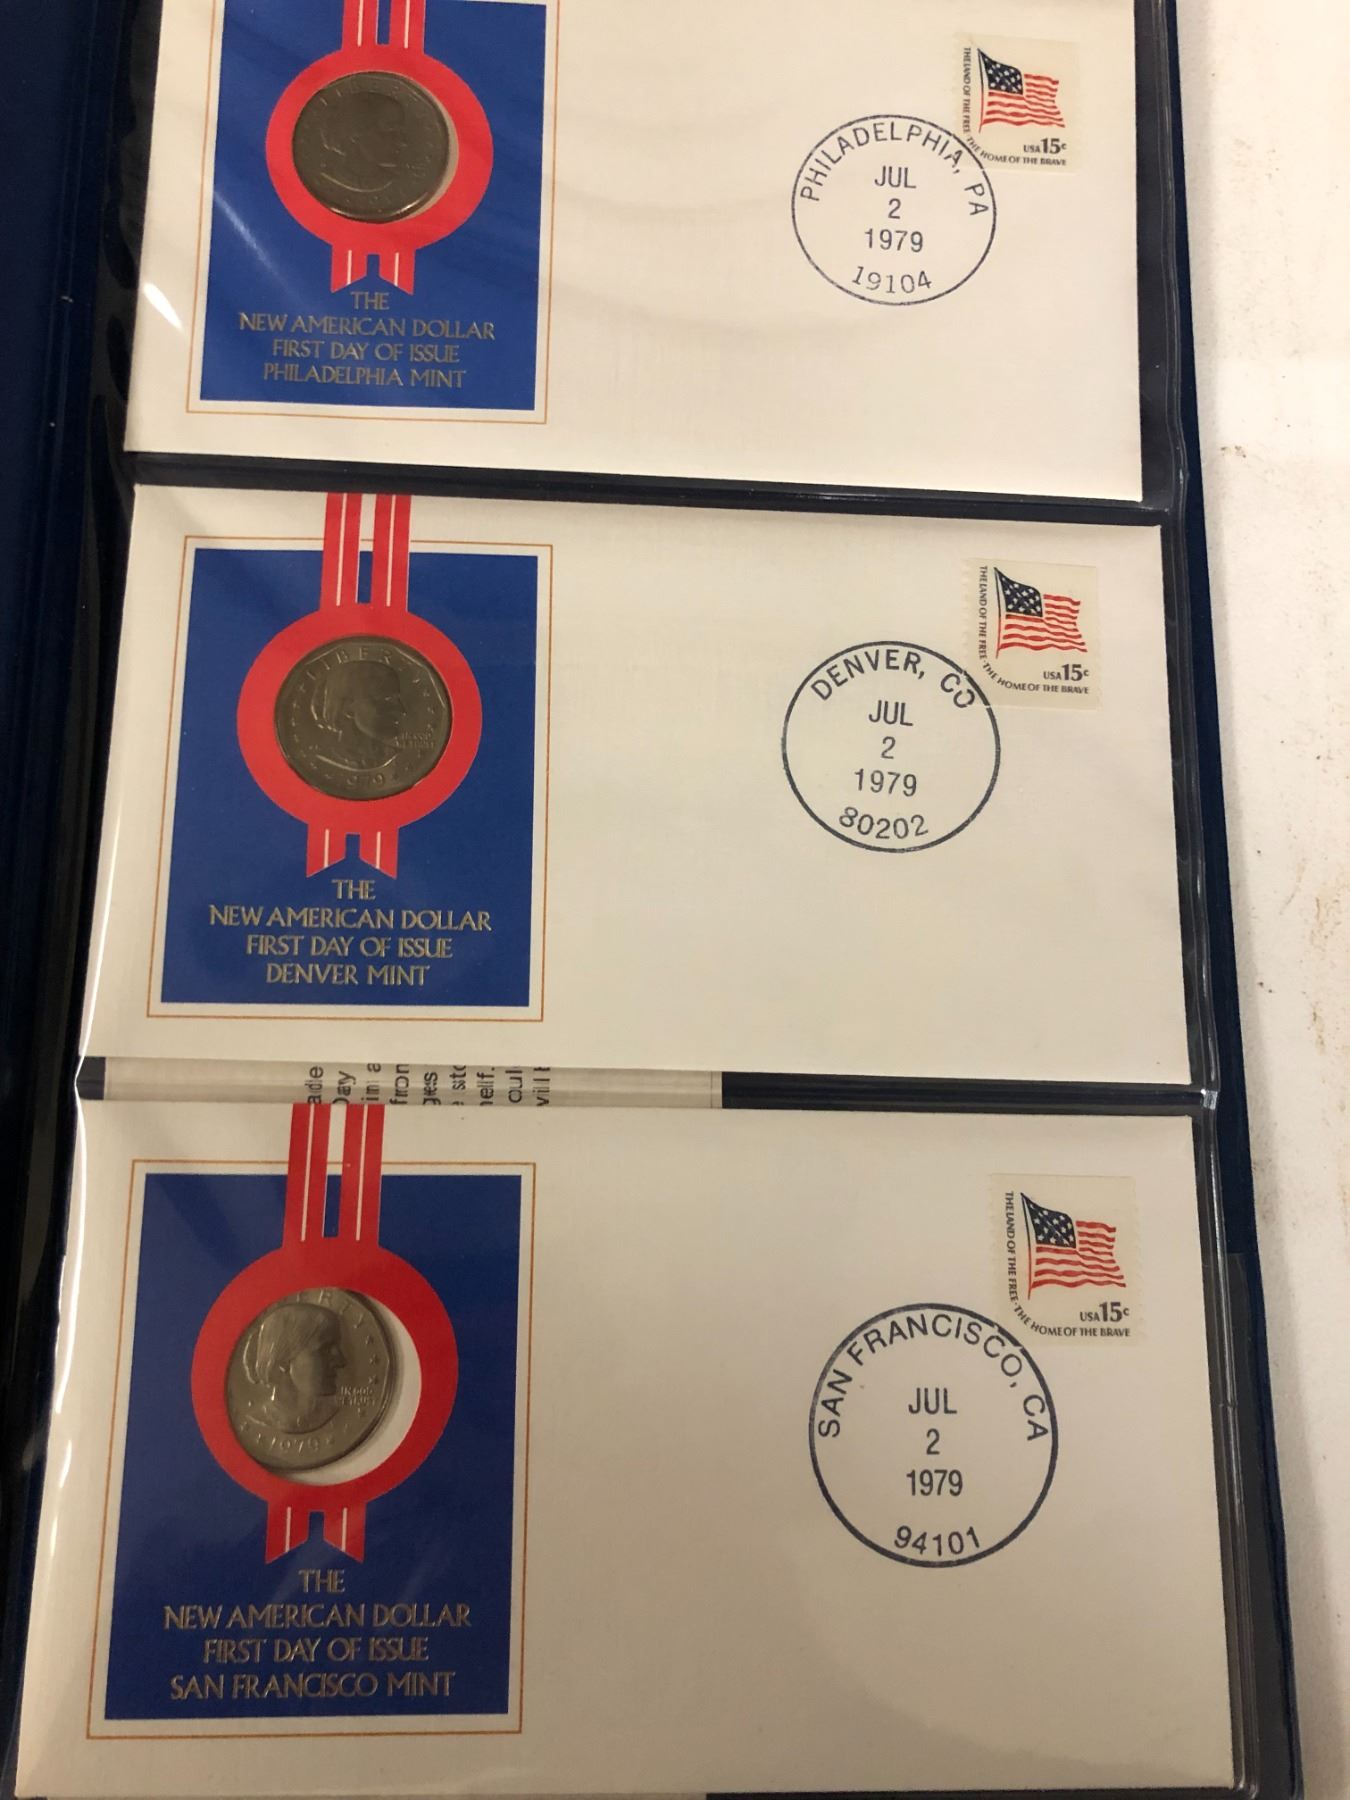 LIBERTY
THE
NEW AMERICAN DOLLAR
FIRST DAY OF ISSUE
PHILADELPHIA MINT
PHILADELPHIA, PA
JUL
2
1979
19104
THE LAND OF THE FREE · THE HOME OF THE BRAVE
USA 15c
LIBERTY
IN GOD
WE TRUST
1979
THE
NEW AMERICAN DOLLAR
FIRST DAY OF ISSUE
DENVER MINT
DENVER, CO
JUL
2
1979
80202
THE LAND OF THE FREE · THE HOME OF THE BRAVE
USA 15c
LIBERTY
IN GOD
WE TRUST
1979
THE
NEW AMERICAN DOLLAR
FIRST DAY OF ISSUE
SAN FRANCISCO MINT
SAN FRANCISCO, CA
JUL
2
1979
94101
THE LAND OF THE FREE · THE HOME OF THE BRAVE
USA 15c